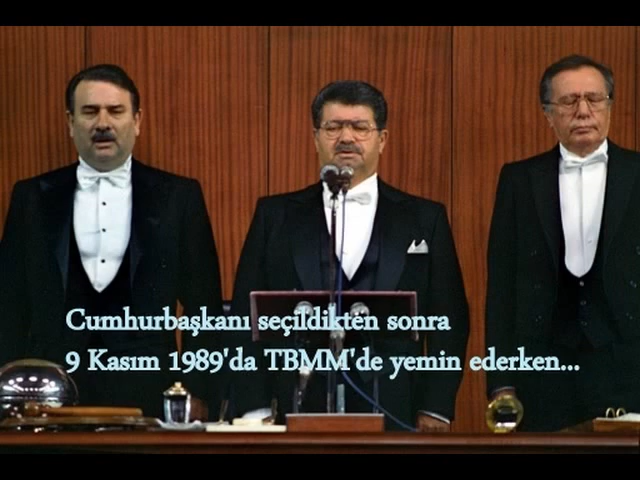 Cumhurbaşkanı seçildikten sonra
9 Kasım 1989'da TBMM'de yemin ederken...